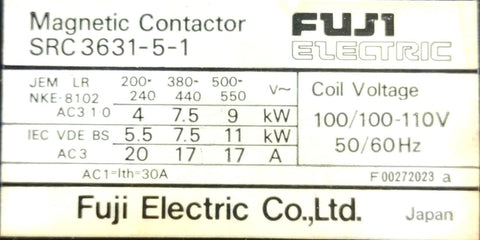 Magnetic Contactor
SRC 3631-5-1
FUJI
ELECTRIC
JEM LR 200- 380- 500- V~
NKE-8102 240 440 550
AC3 1 0 4 7.5 9 kW
IEC VDE BS 5.5 7.5 11 kW
AC3 20 17 17 A
AC1=Ith=30A
Coil Voltage
100/100-110V
50/60Hz
F00272023 a
Fuji Electric Co.,Ltd. Japan